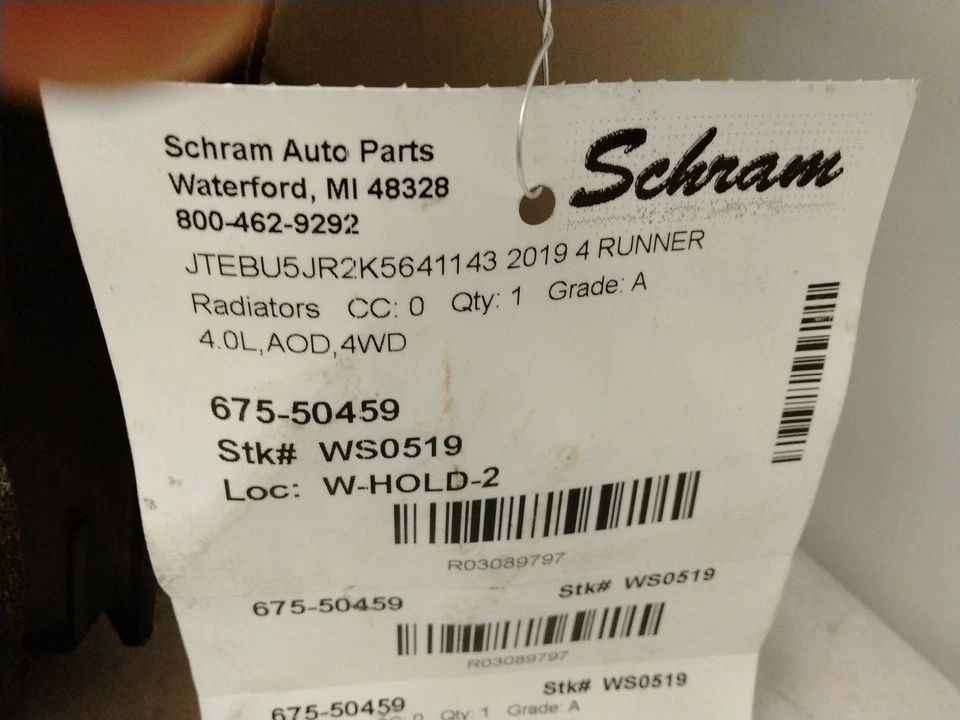 Schram Auto Parts
Schram
Waterford, MI 48328
800-462-9292
JTEBU5JR2K5641143 2019 4 RUNNER
Radiators CC: 0 Qty: 1 Grade: A
4.0L,AOD,4WD
675-50459
Stk# WS0519
Loc: W-HOLD-2
R03089797
675-50459 Stk# WS0519
R03089797
675-50459 Stk# WS0519
CC: 0 Qty: 1 Grade: A